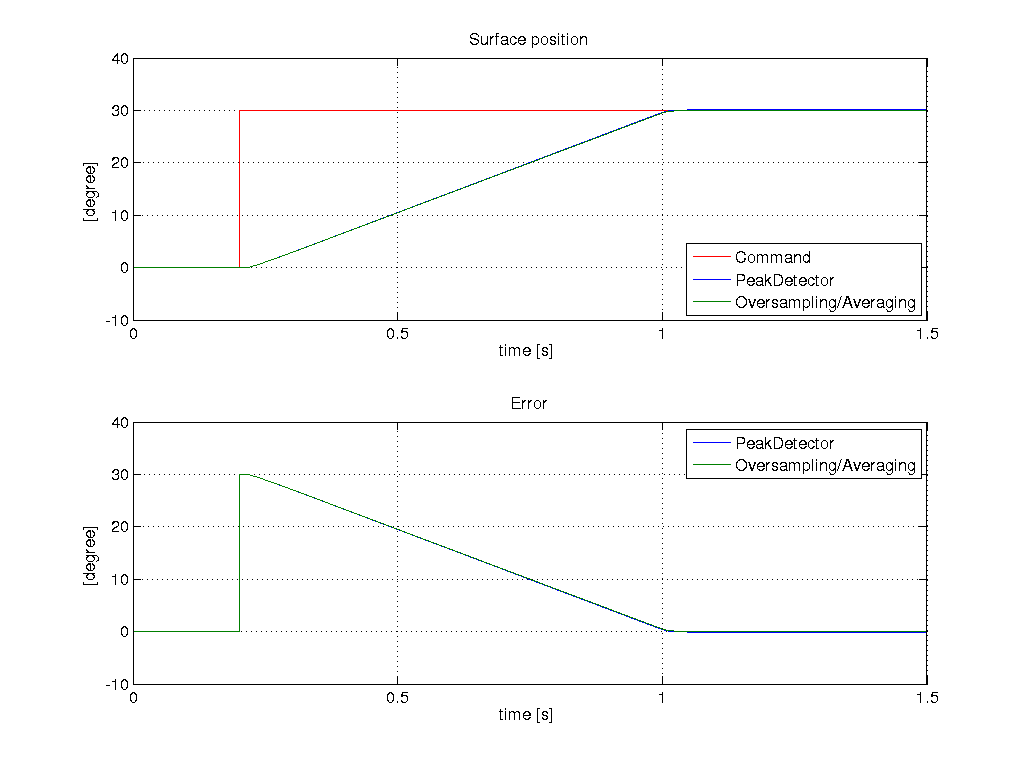 Surface position
40
30
20
10
0
-10
[degree]
Command
PeakDetector
Oversampling/Averaging
0
0.5
1
1.5
time [s]
Error
40
30
20
10
0
-10
[degree]
PeakDetector
Oversampling/Averaging
0
0.5
1
1.5
time [s]